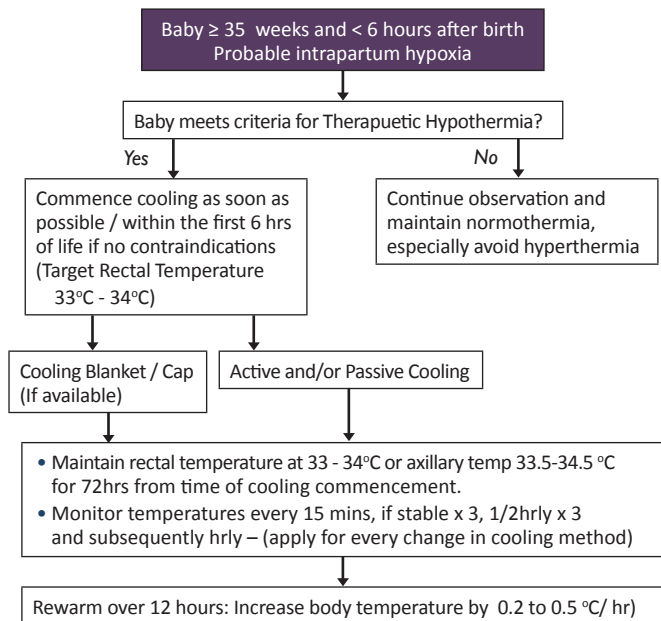 Baby ≥ 35 weeks and < 6 hours after birth
Probable intrapartum hypoxia
Baby meets criteria for Therapuetic Hypothermia?
Yes
No
Commence cooling as soon as
possible / within the first 6 hrs
of life if no contraindications
(Target Rectal Temperature
33°C - 34°C)
Continue observation and
maintain normothermia,
especially avoid hyperthermia
Cooling Blanket / Cap
(If available)
Active and/or Passive Cooling
• Maintain rectal temperature at 33 - 34°C or axillary temp 33.5-34.5 °C
for 72hrs from time of cooling commencement.
• Monitor temperatures every 15 mins, if stable x 3, 1/2hrly x 3
and subsequently hrly – (apply for every change in cooling method)
Rewarm over 12 hours: Increase body temperature by 0.2 to 0.5 °C/ hr)